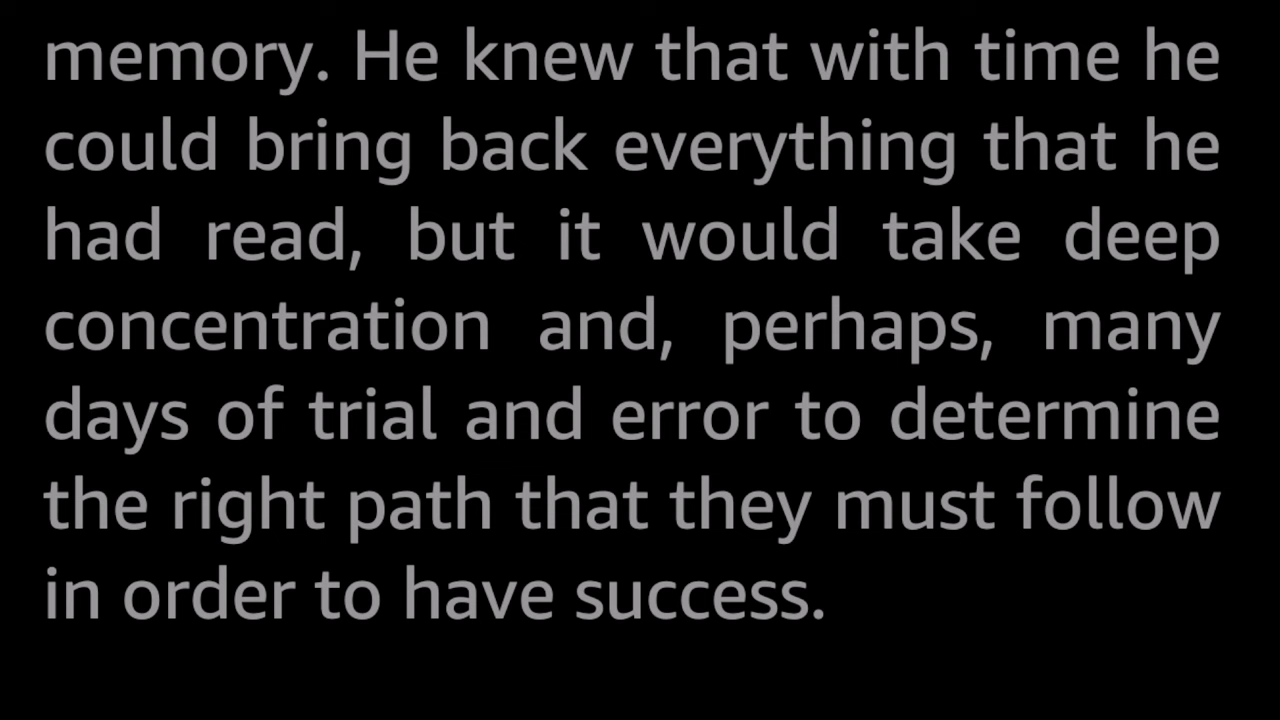 memory. He knew that with time he
could bring back everything that he
had read, but it would take deep
concentration and, perhaps, many
days of trial and error to determine
the right path that they must follow
in order to have success.